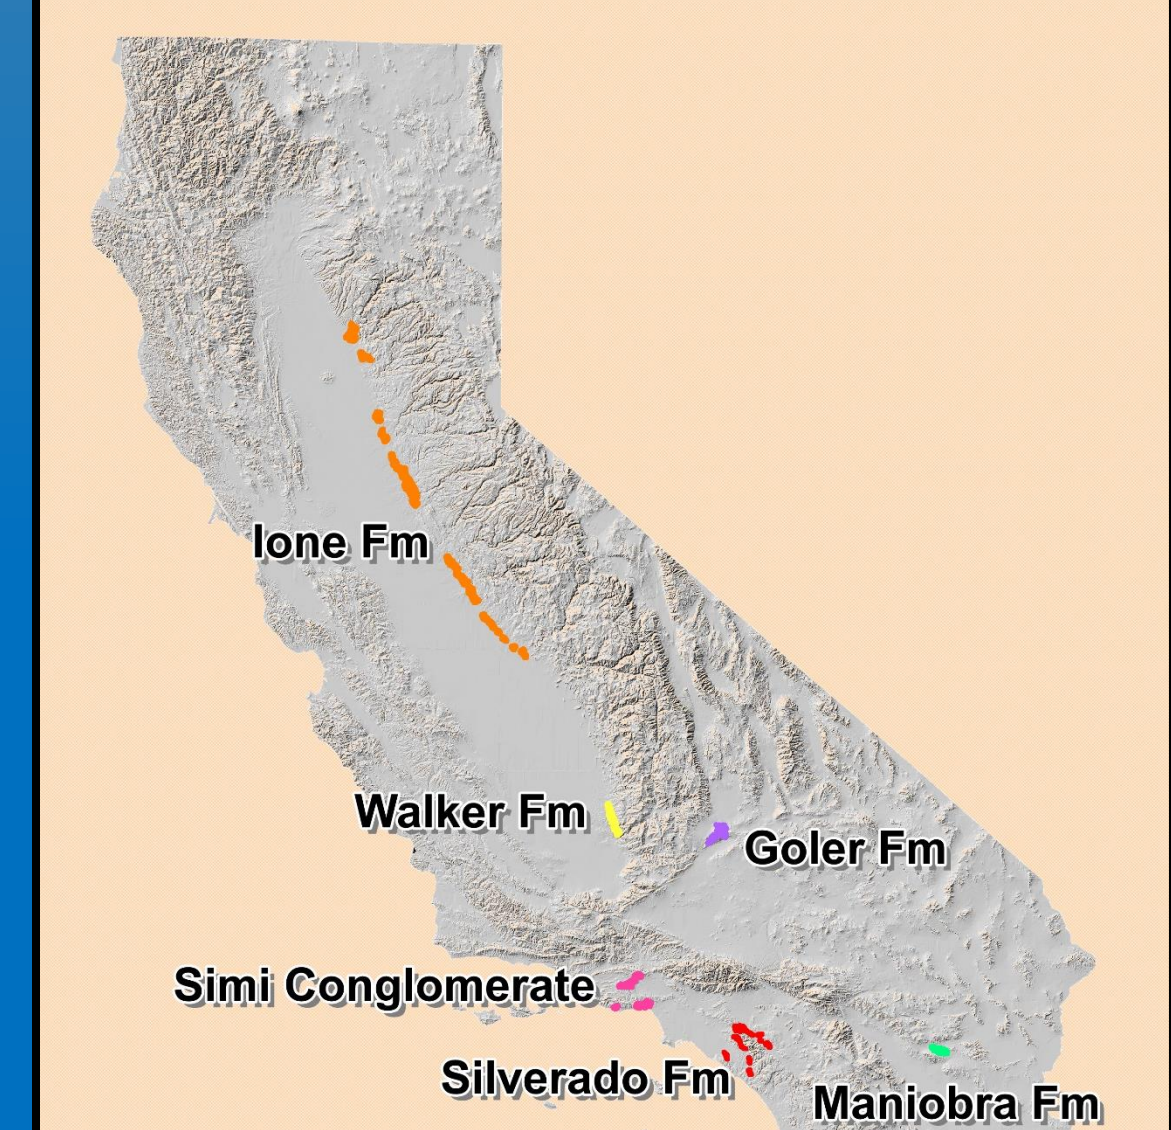 Ione Fm
Walker Fm
Goler Fm
Simi Conglomerate
Silverado Fm
Maniobra Fm